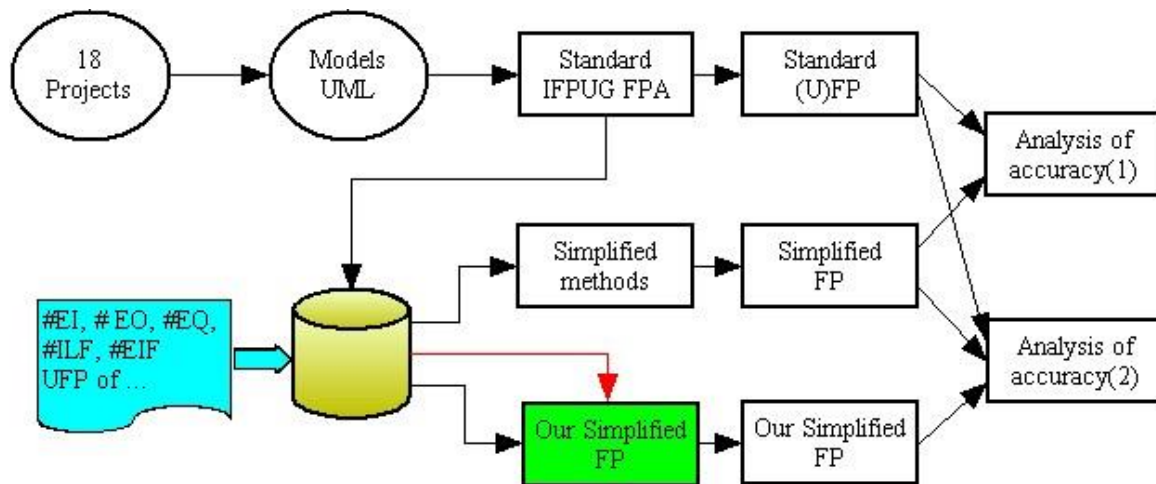 18
Projects
Models
UML
Standard
IFPUG FPA
Standard
(U)FP
Analysis of
accuracy(1)
Simplified
methods
Simplified
FP
#EI, # EO, #EQ,
#ILF, #EIF
UFP of ...
Analysis of
accuracy(2)
Our Simplified
FP
Our Simplified
FP